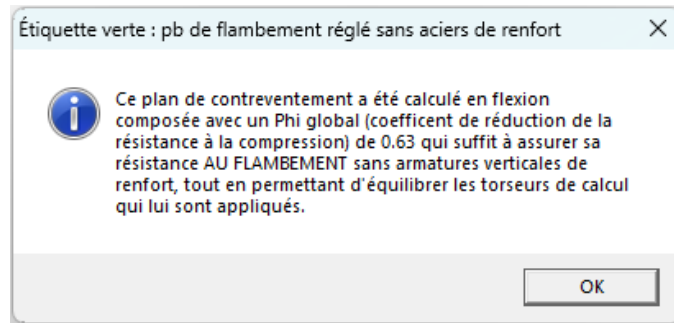 Étiquette verte : pb de flambement réglé sans aciers de renfort
Ce plan de contreventement a été calculé en flexion
composée avec un Phi global (coefficent de réduction de la
résistance à la compression) de 0.63 qui suffit à assurer sa
résistance AU FLAMBEMENT sans armatures verticales de
renfort, tout en permettant d'équilibrer les torseurs de calcul
qui lui sont appliqués.
OK